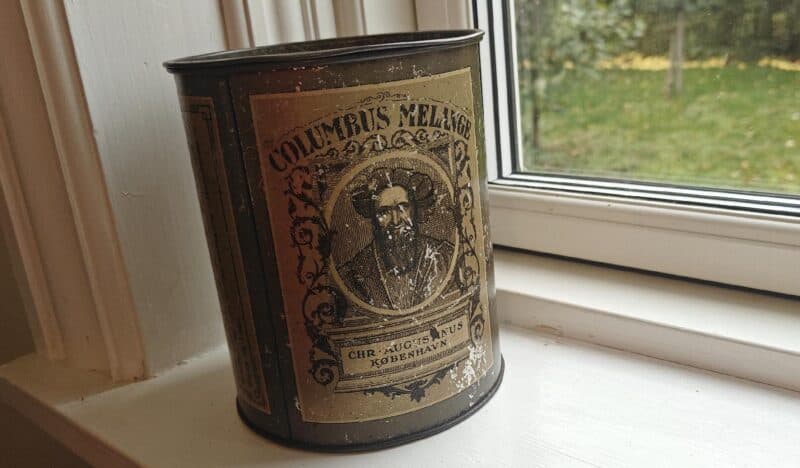 COLUMBUS MELANGE
CHR. AUGUSTINUS
KØBENHAVN